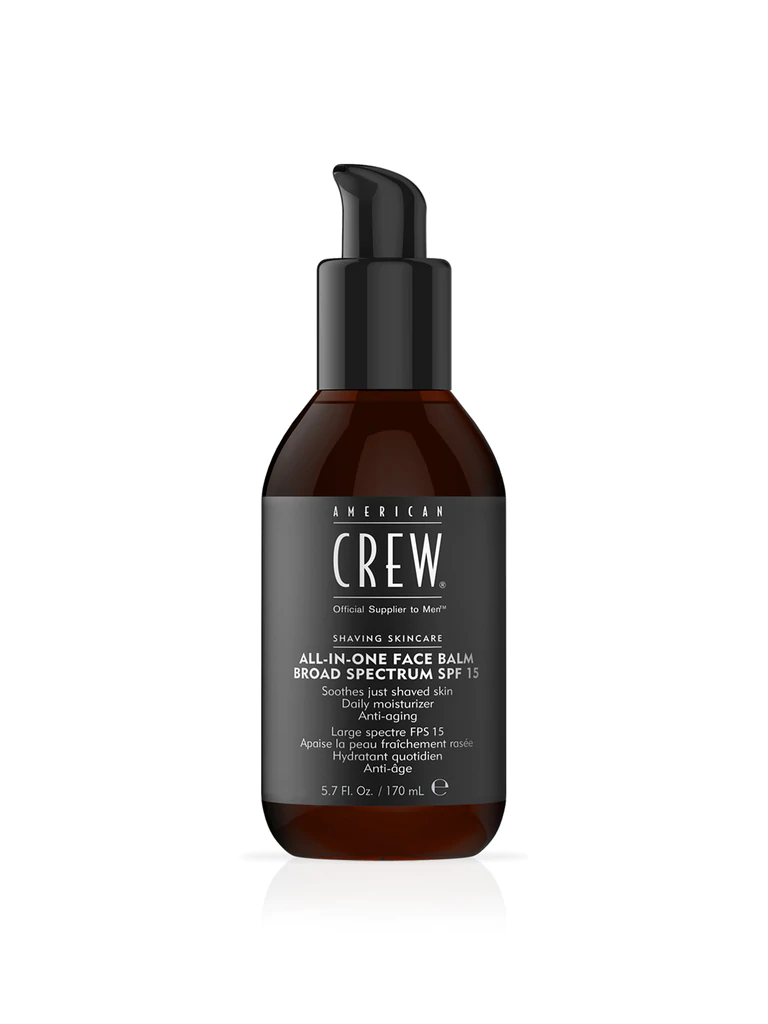 AMERICAN
CREW®
Official Supplier to Men™
SHAVING SKINCARE
ALL-IN-ONE FACE BALM
BROAD SPECTRUM SPF 15
Soothes just shaved skin
Daily moisturizer
Anti-aging
Large spectre FPS 15
Apaise la peau fraîchement rasée
Hydratant quotidien
Anti-âge
5.7 Fl. Oz. / 170 mL ℮